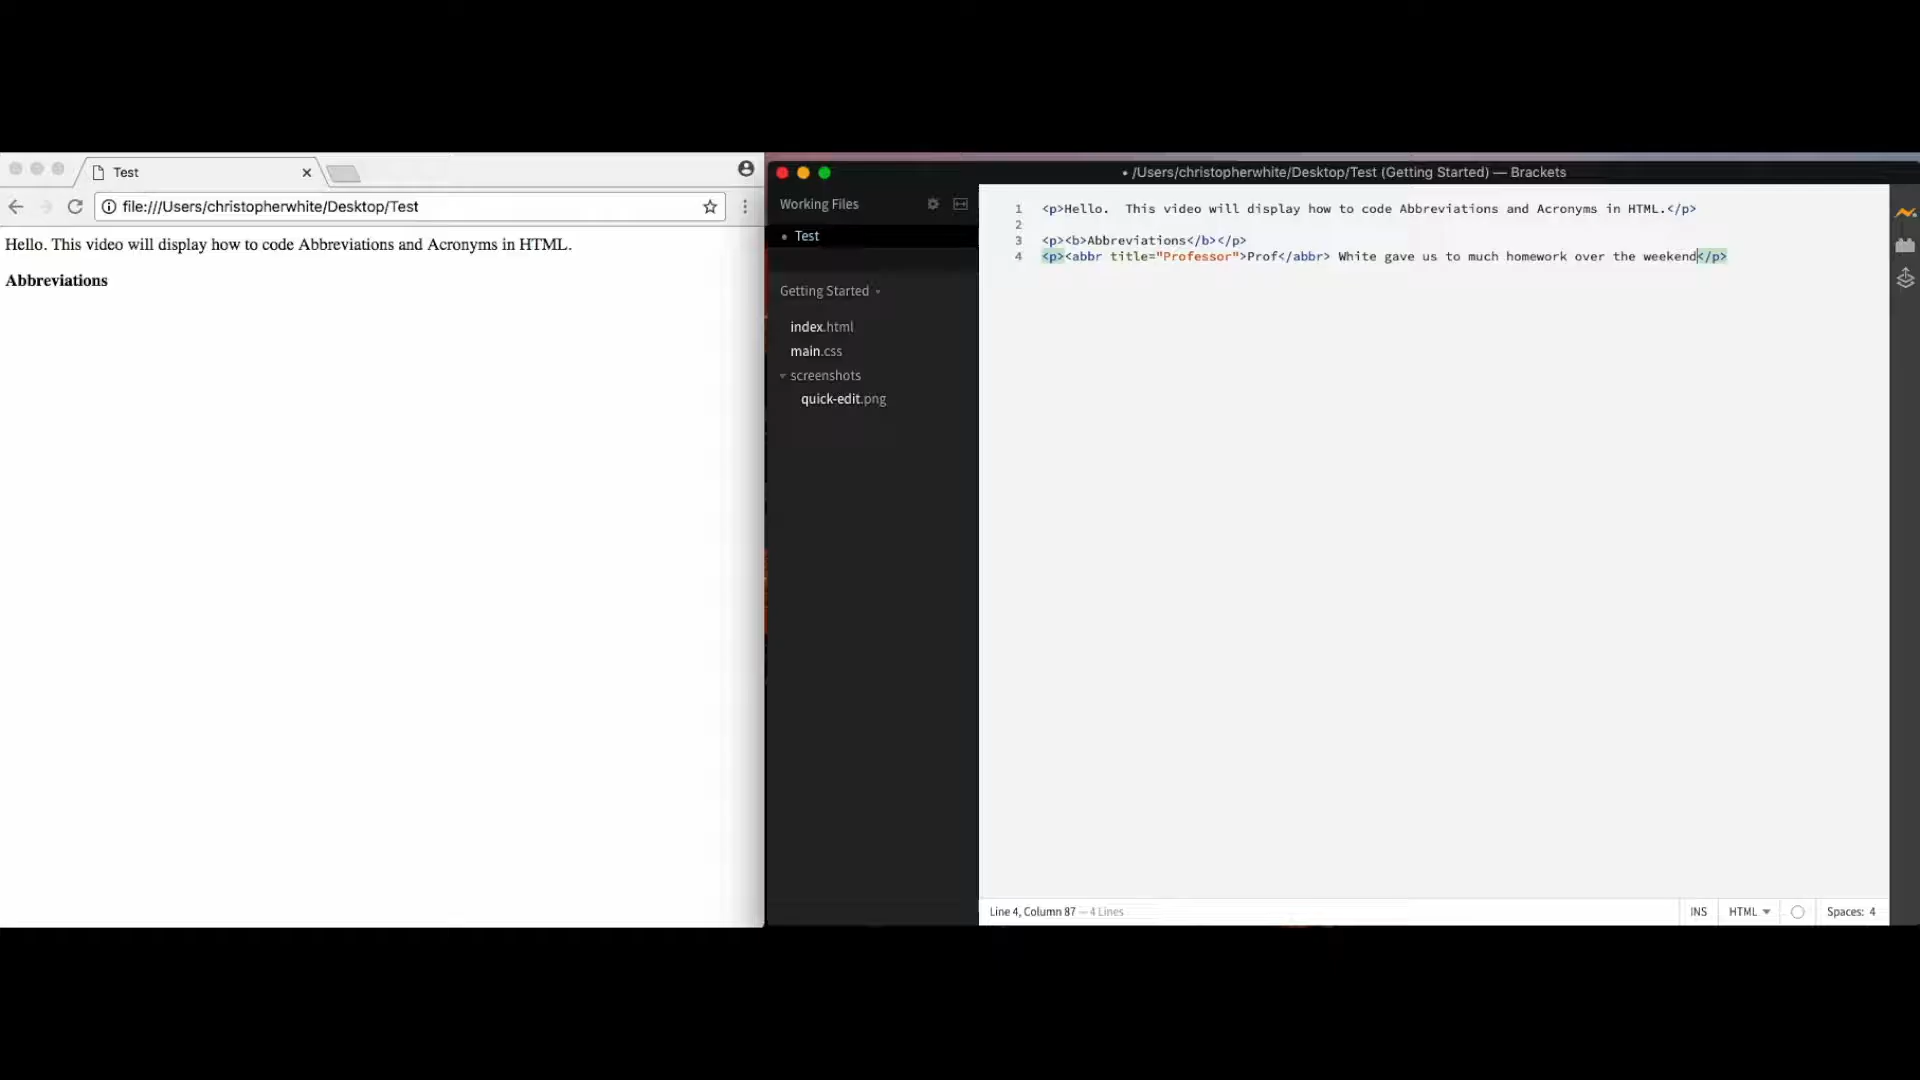 Test
file:///Users/christopherwhite/Desktop/Test
Hello. This video will display how to code Abbreviations and Acronyms in HTML.
Abbreviations
• /Users/christopherwhite/Desktop/Test (Getting Started) — Brackets
Working Files
• Test
Getting Started
index.html
main.css
screenshots
quick-edit.png
1 <p>Hello.  This video will display how to code Abbreviations and Acronyms in HTML.</p>
2
3 <p><b>Abbreviations</b></p>
4 <p><abbr title="Professor">Prof</abbr> White gave us to much homework over the weekend</p>
Line 4, Column 87 — 4 Lines
INS HTML Spaces: 4